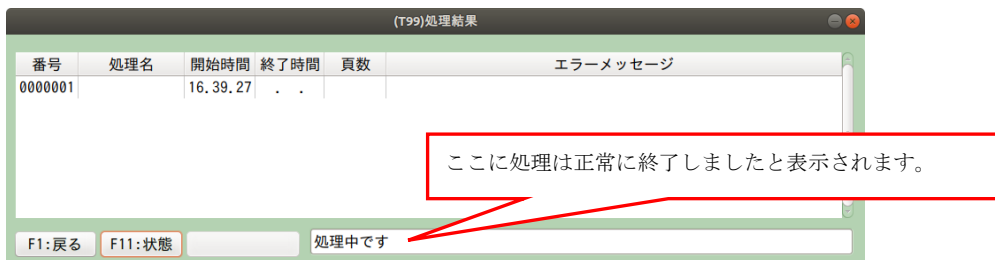 (T99)処理結果
番号 処理名 開始時間 終了時間 頁数 エラーメッセージ
0000001 16.39.27 . .
ここに処理は正常に終了しましたと表示されます。
F1:戻る F11:状態 処理中です